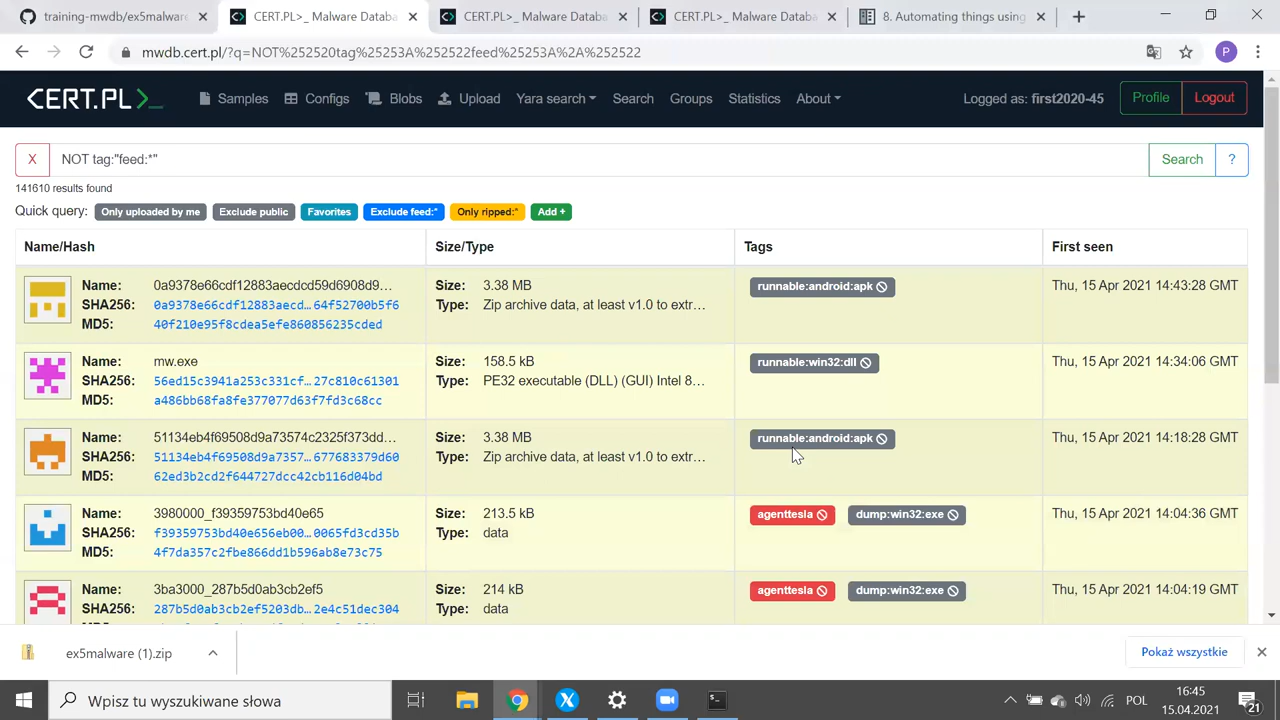 training-mwdb/ex5malware
CERT.PL>_ Malware Databa
CERT.PL>_ Malware Databa
CERT.PL>_ Malware Databa
8. Automating things using
mwdb.cert.pl/?q=NOT%252520tag%25253A%252522feed%25253A%2A%252522
P
CERT.PL>_
Samples
Configs
Blobs
Upload
Yara search
Search
Groups
Statistics
About
Logged as: first2020-45
Profile
Logout
X
NOT tag:"feed:*"
Search
?
141610 results found
Quick query:
Only uploaded by me
Exclude public
Favorites
Exclude feed:*
Only ripped:*
Add +
Name/Hash
Size/Type
Tags
First seen
Name: 0a9378e66cdf12883aecdcd59d6908d9…
SHA256: 0a9378e66cdf12883aecd…64f52700b5f6
MD5: 40f210e95f8cdea5efe860856235cded
Size: 3.38 MB
Type: Zip archive data, at least v1.0 to extr…
runnable:android:apk
Thu, 15 Apr 2021 14:43:28 GMT
Name: mw.exe
SHA256: 56ed15c3941a253c331cf…27c810c61301
MD5: a486bb68fa8fe377077d63f7fd3c68cc
Size: 158.5 kB
Type: PE32 executable (DLL) (GUI) Intel 8…
runnable:win32:dll
Thu, 15 Apr 2021 14:34:06 GMT
Name: 51134eb4f69508d9a73574c2325f373dd…
SHA256: 51134eb4f69508d9a7357…677683379d60
MD5: 62ed3b2cd2f644727dcc42cb116d04bd
Size: 3.38 MB
Type: Zip archive data, at least v1.0 to extr…
runnable:android:apk
Thu, 15 Apr 2021 14:18:28 GMT
Name: 3980000_f39359753bd40e65
SHA256: f39359753bd40e656eb00…0065fd3cd35b
MD5: 4f7da357c2fbe866dd1b596ab8e73c75
Size: 213.5 kB
Type: data
agenttesla
dump:win32:exe
Thu, 15 Apr 2021 14:04:36 GMT
Name: 3ba3000_287b5d0ab3cb2ef5
SHA256: 287b5d0ab3cb2ef5203db…2e4c51dec304
Size: 214 kB
Type: data
agenttesla
dump:win32:exe
Thu, 15 Apr 2021 14:04:19 GMT
ex5malware (1).zip
Pokaż wszystkie
Wpisz tu wyszukiwane słowa
POL
16:45
15.04.2021
21